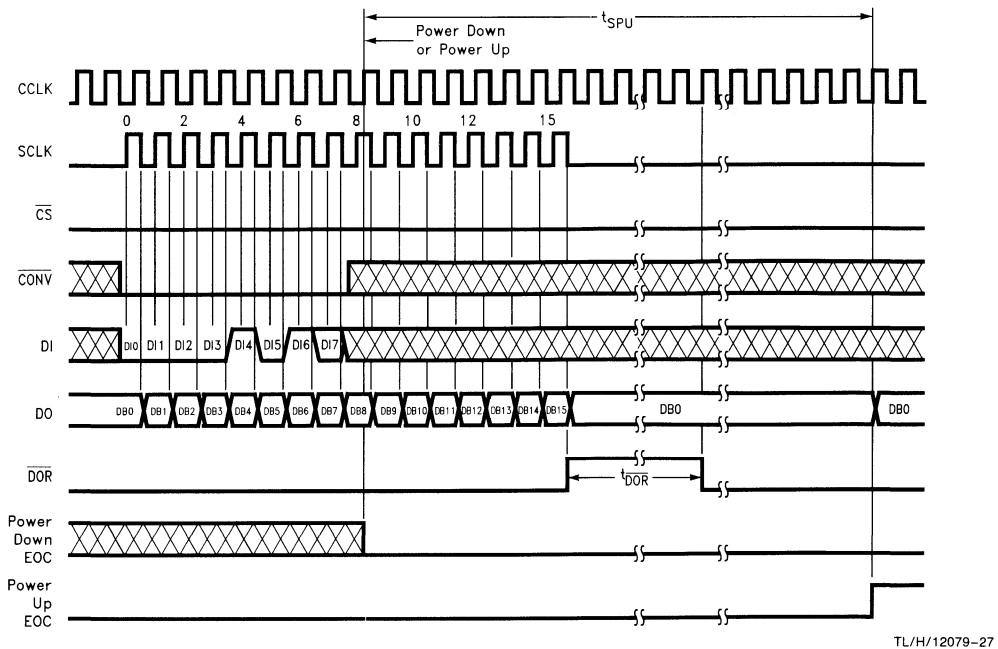 tSPU
Power Down
or Power Up
CCLK
0 2 4 6 8 10 12 15
SCLK
CS
CONV
DI DI0 DI1 DI2 DI3 DI4 DI5 DI6 DI7
DO DB0 DB1 DB2 DB3 DB4 DB5 DB6 DB7 DB8 DB9 DB10 DB11 DB12 DB13 DB14 DB15 DB0 DB0
DOR tDOR
Power
Down
EOC
Power
Up
EOC
TL/H/12079-27